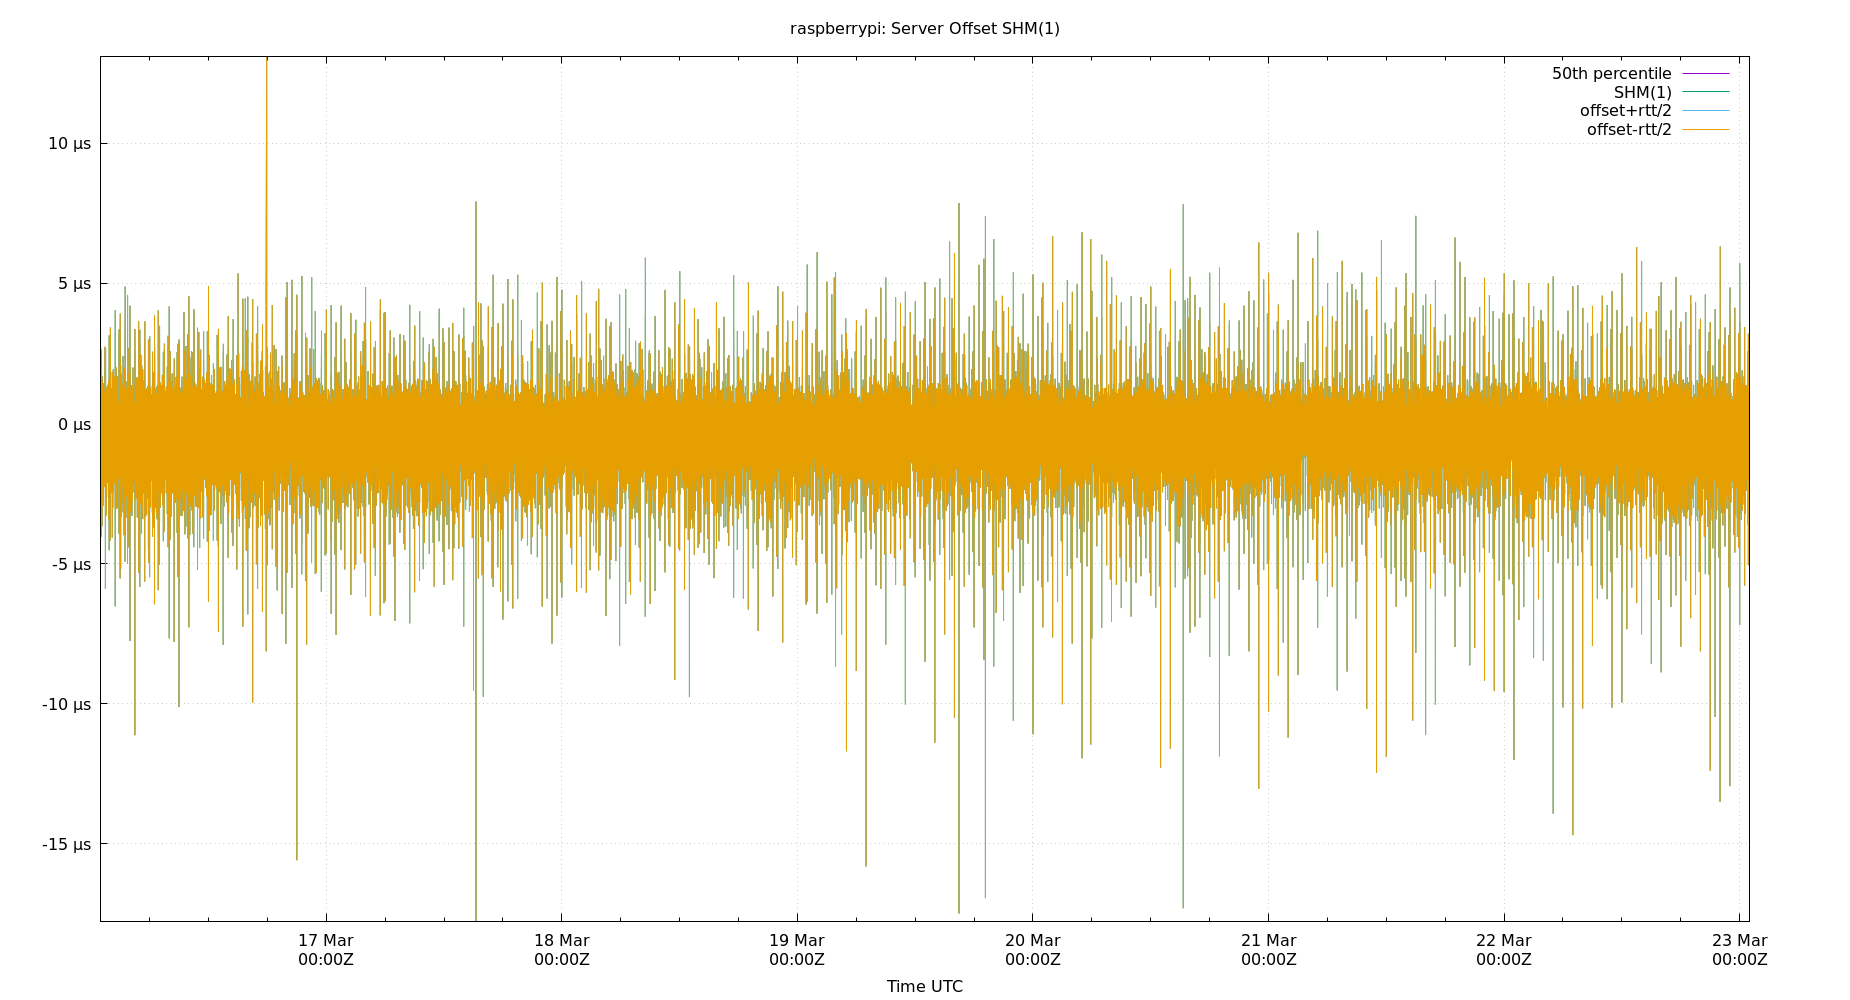 raspberrypi: Server Offset SHM(1)
50th percentile
SHM(1)
offset+rtt/2
offset-rtt/2
10 µs
5 µs
0 µs
-5 µs
-10 µs
-15 µs
17 Mar 18 Mar 19 Mar 20 Mar 21 Mar 22 Mar 23 Mar
00:00Z 00:00Z 00:00Z 00:00Z 00:00Z 00:00Z 00:00Z
Time UTC